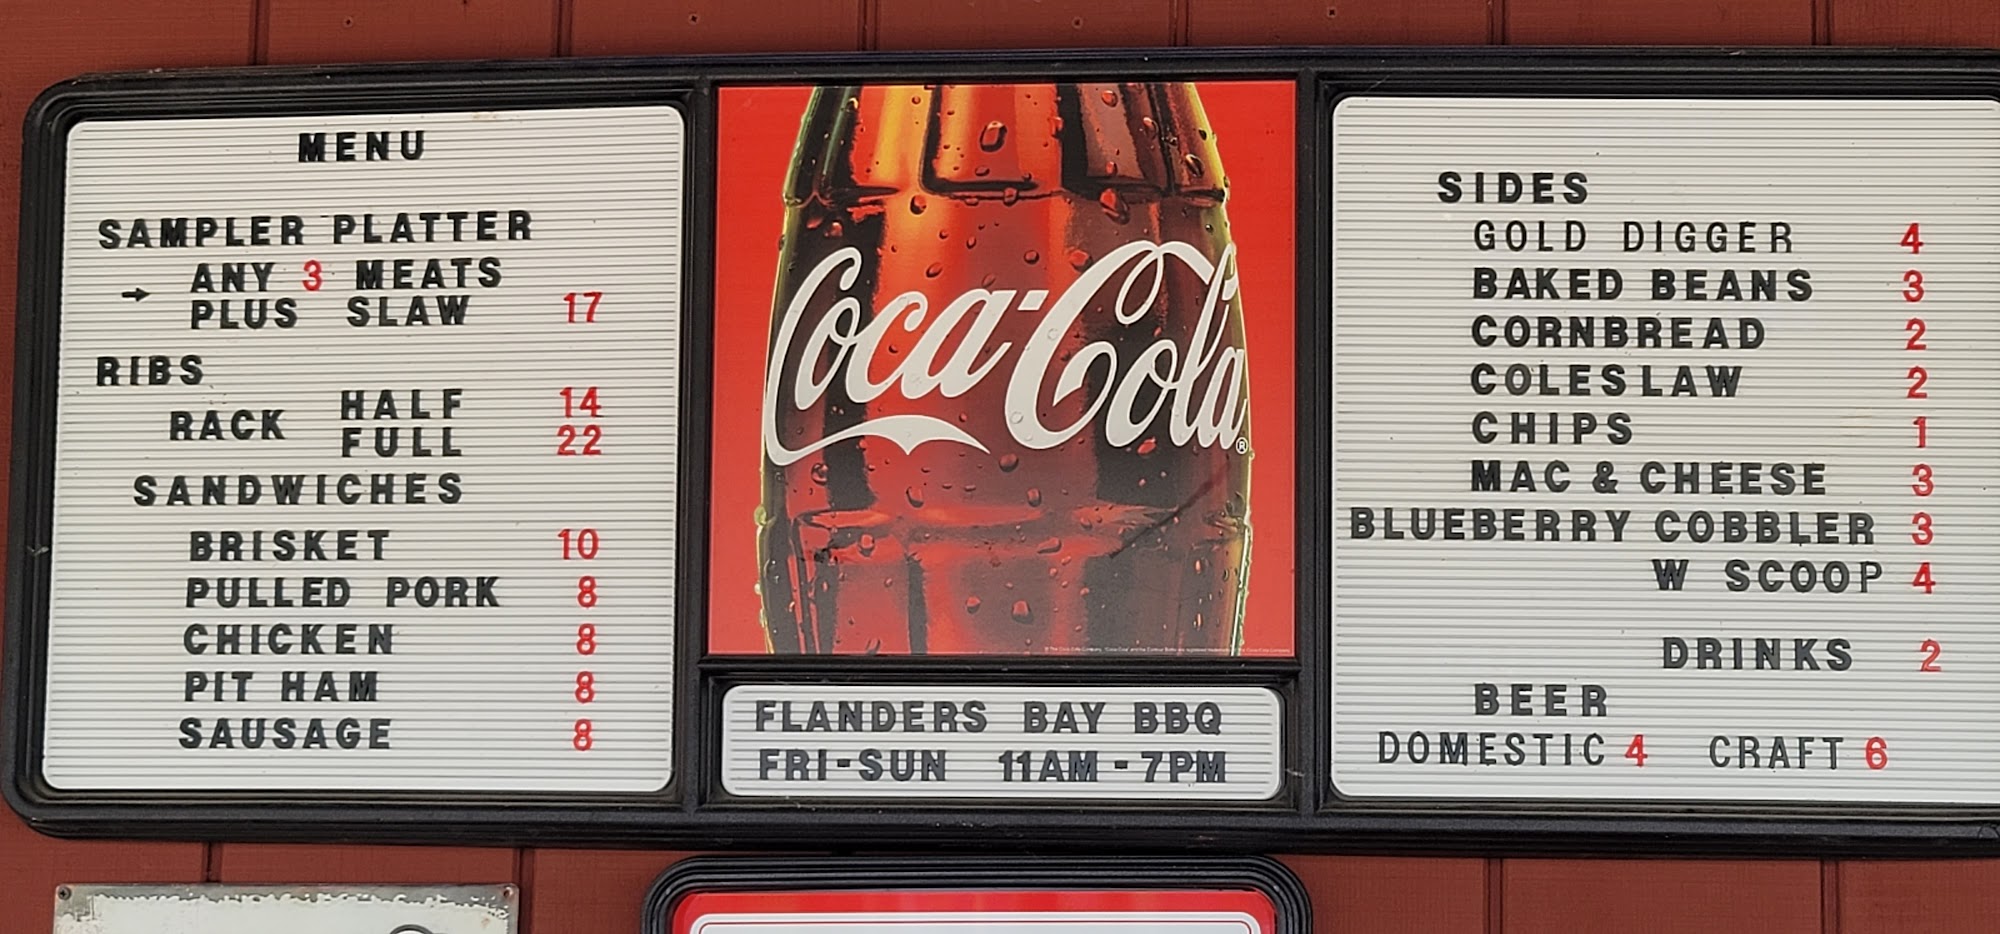 MENU
SAMPLER PLATTER
→ ANY 3 MEATS
PLUS SLAW 17
RIBS
RACK HALF 14
FULL 22
SANDWICHES
BRISKET 10
PULLED PORK 8
CHICKEN 8
PIT HAM 8
SAUSAGE 8
Coca-Cola®
FLANDERS BAY BBQ
FRI-SUN 11AM-7PM
SIDES
GOLD DIGGER 4
BAKED BEANS 3
CORNBREAD 2
COLESLAW 2
CHIPS 1
MAC & CHEESE 3
BLUEBERRY COBBLER 3
W SCOOP 4
DRINKS 2
BEER
DOMESTIC 4 CRAFT 6